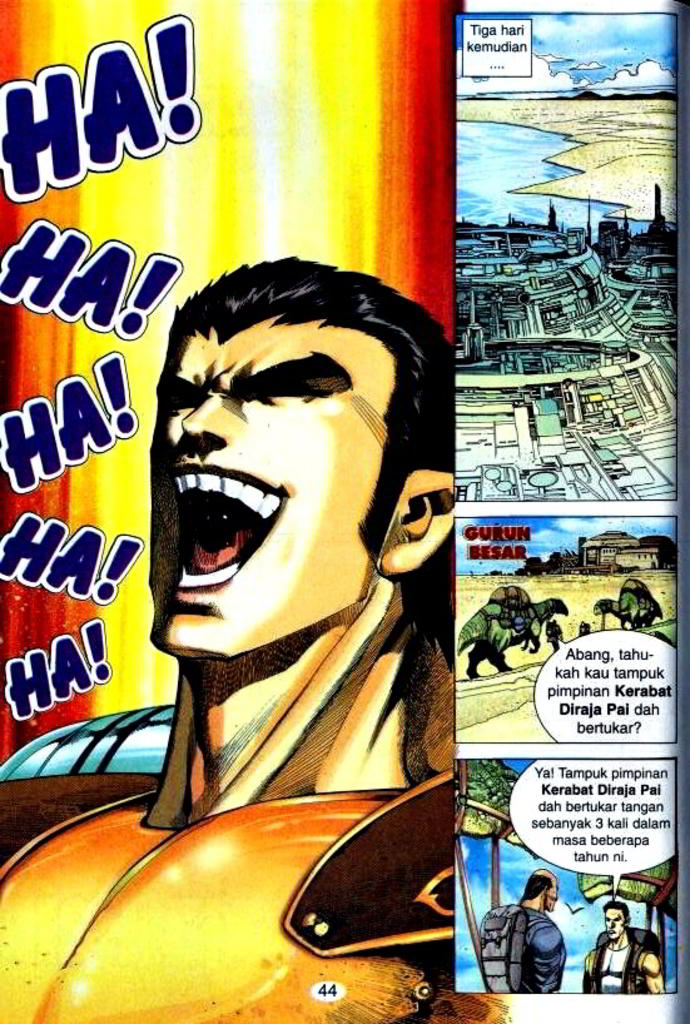 HA!
HA!
HA!
HA!
HA!
Tiga hari
kemudian
....
GURUN
BESAR
Abang, tahu-
kah kau tampuk
pimpinan Kerabat
Diraja Pai dah
bertukar?
Ya! Tampuk pimpinan
Kerabat Diraja Pai
dah bertukar tangan
sebanyak 3 kali dalam
masa beberapa
tahun ni.
44